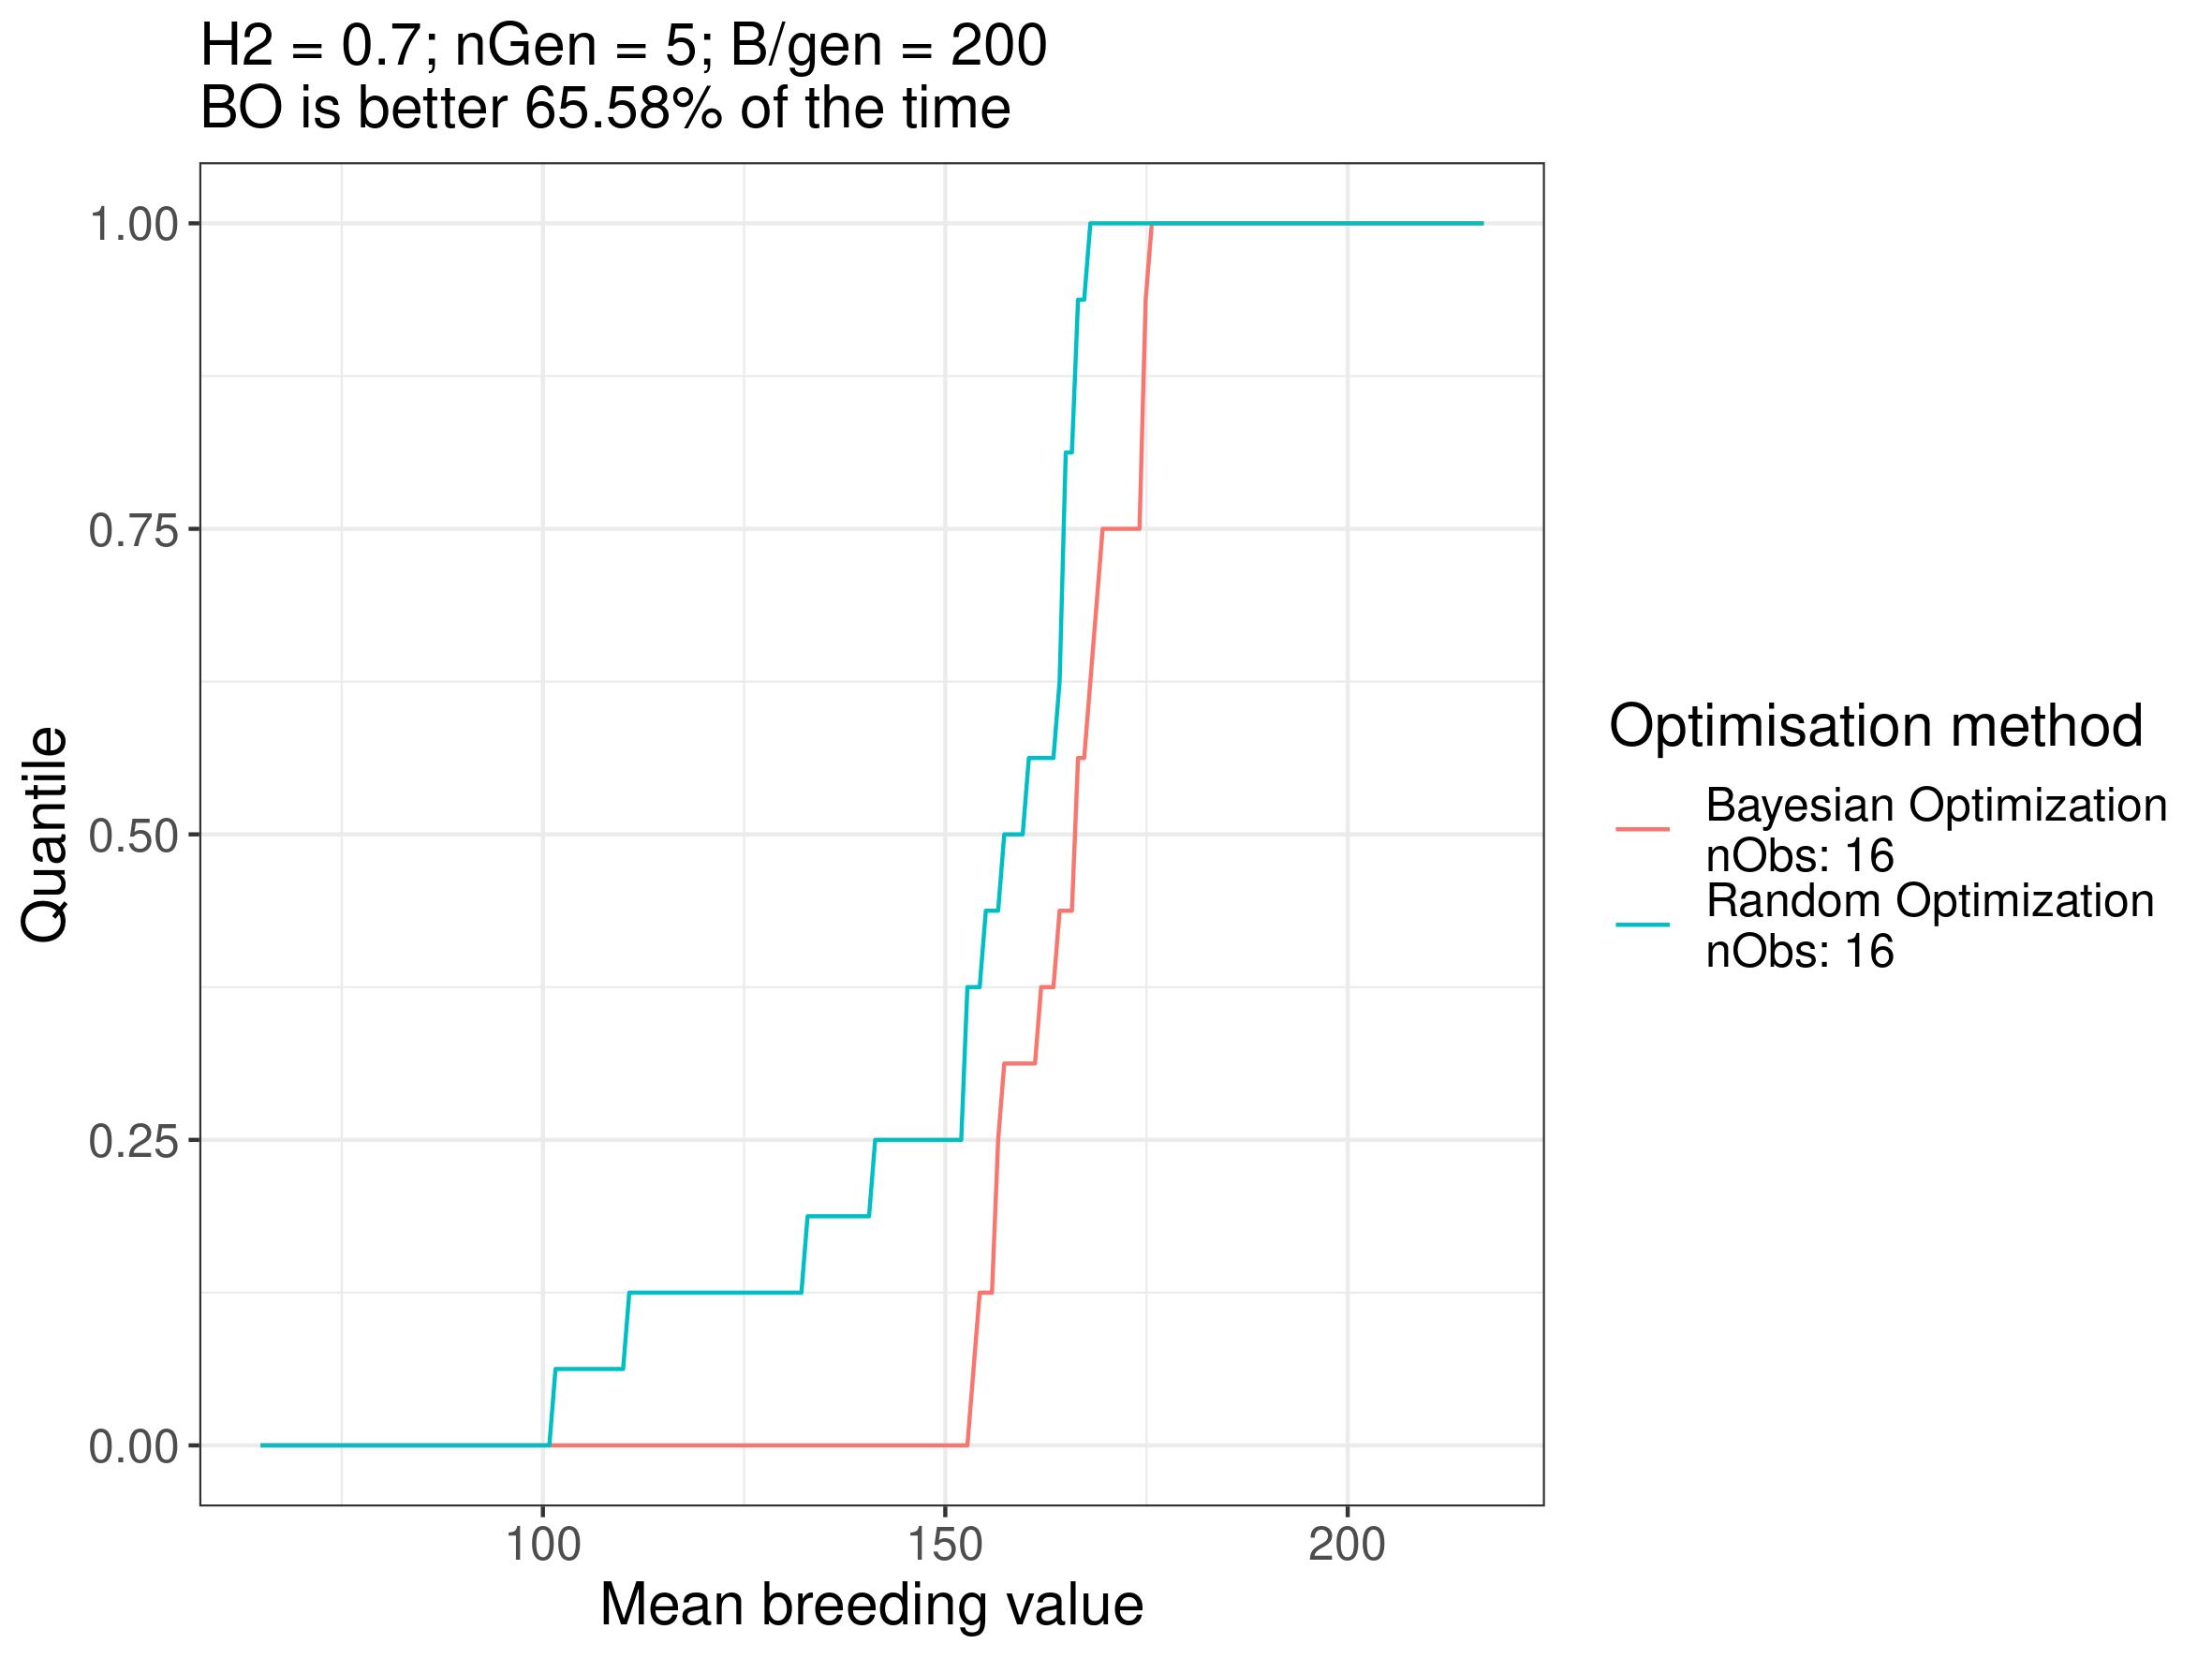 H2 = 0.7; nGen = 5; B/gen = 200
BO is better 65.58% of the time
1.00
0.75
0.50
0.25
0.00
Quantile
100
150
200
Mean breeding value
Optimisation method
Bayesian Optimization
nObs: 16
Random Optimization
nObs: 16